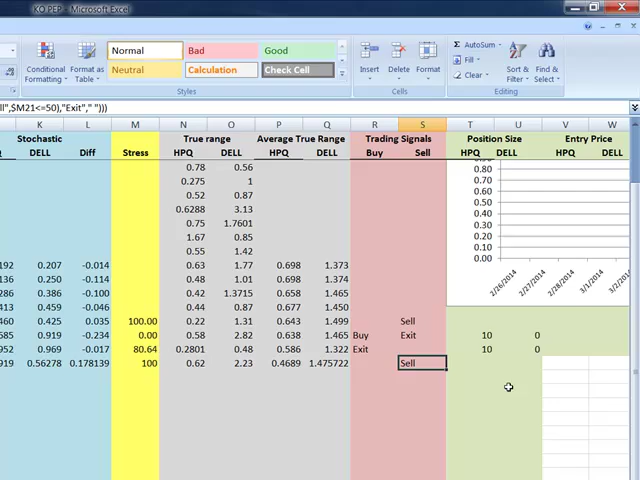 KO PEP - Microsoft Excel
Normal Bad Good
Neutral Calculation Check Cell
Conditional Formatting
Format as Table
Styles
Insert Delete Format
Cells
Σ AutoSum
Fill
Clear
Sort & Filter
Find & Select
Editing
ll",$M21<=50),"Exit"," ")))
K L M N O P Q R S T U V W
Stochastic True range Average True Range Trading Signals Position Size Entry Price
DELL Diff Stress HPQ DELL HPQ DELL Buy Sell HPQ DELL HPQ DELL
0.78 0.56
0.275 1
0.52 0.87
0.6288 3.13
0.75 1.7601
1.67 0.85
0.55 1.42
192 0.207 -0.014 0.63 1.77 0.698 1.373
136 0.250 -0.114 0.48 1.01 0.698 1.374
286 0.386 -0.100 0.42 1.3715 0.658 1.465
413 0.459 -0.046 0.44 0.87 0.677 1.450
460 0.425 0.035 100.00 0.22 1.31 0.643 1.499 Sell
685 0.919 -0.234 0.00 0.58 2.82 0.638 1.465 Buy Exit 10 0
952 0.969 -0.017 80.64 0.2801 0.48 0.586 1.322 Exit 10 0
919 0.56278 0.178139 100 0.62 2.23 0.4689 1.475722 Sell
0.80
0.70
0.60
0.50
0.40
0.30
0.20
0.10
0.00
2/26/2014
2/27/2014
3/1/2014